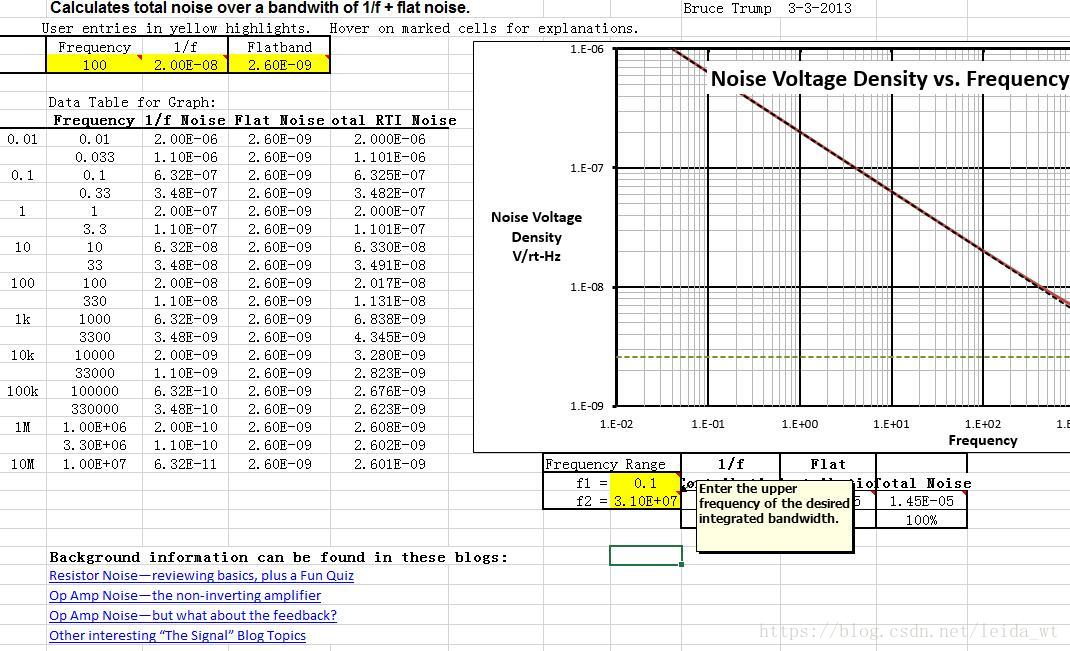 Calculates total noise over a bandwith of 1/f + flat noise.
Bruce Trump 3-3-2013
User entries in yellow highlights. Hover on marked cells for explanations.
Frequency 1/f Flatband
100 2.00E-08 2.60E-09
Data Table for Graph:
Frequency 1/f Noise Flat Noise otal RTI Noise
0.01 0.01 2.00E-06 2.60E-09 2.000E-06
0.033 1.10E-06 2.60E-09 1.101E-06
0.1 0.1 6.32E-07 2.60E-09 6.325E-07
0.33 3.48E-07 2.60E-09 3.482E-07
1 1 2.00E-07 2.60E-09 2.000E-07
3.3 1.10E-07 2.60E-09 1.101E-07
10 10 6.32E-08 2.60E-09 6.330E-08
33 3.48E-08 2.60E-09 3.491E-08
100 100 2.00E-08 2.60E-09 2.017E-08
330 1.10E-08 2.60E-09 1.131E-08
1k 1000 6.32E-09 2.60E-09 6.838E-09
3300 3.48E-09 2.60E-09 4.345E-09
10k 10000 2.00E-09 2.60E-09 3.280E-09
33000 1.10E-09 2.60E-09 2.823E-09
100k 100000 6.32E-10 2.60E-09 2.676E-09
330000 3.48E-10 2.60E-09 2.623E-09
1M 1.00E+06 2.00E-10 2.60E-09 2.608E-09
3.30E+06 1.10E-10 2.60E-09 2.602E-09
10M 1.00E+07 6.32E-11 2.60E-09 2.601E-09
Noise Voltage Density vs. Frequency
1.E-06
1.E-07
1.E-08
1.E-09
Noise Voltage
Density
V/rt-Hz
1.E-02 1.E-01 1.E+00 1.E+01 1.E+02 1.E
Frequency
Frequency Range 1/f Flat
f1 = 0.1 Total Noise
f2 = 3.10E+07 1.45E-05
100%
Enter the upper
frequency of the desired
integrated bandwidth.
Background information can be found in these blogs:
Resistor Noise—reviewing basics, plus a Fun Quiz
Op Amp Noise—the non-inverting amplifier
Op Amp Noise—but what about the feedback?
Other interesting “The Signal” Blog Topics
https://blog.csdn.net/leida_wt